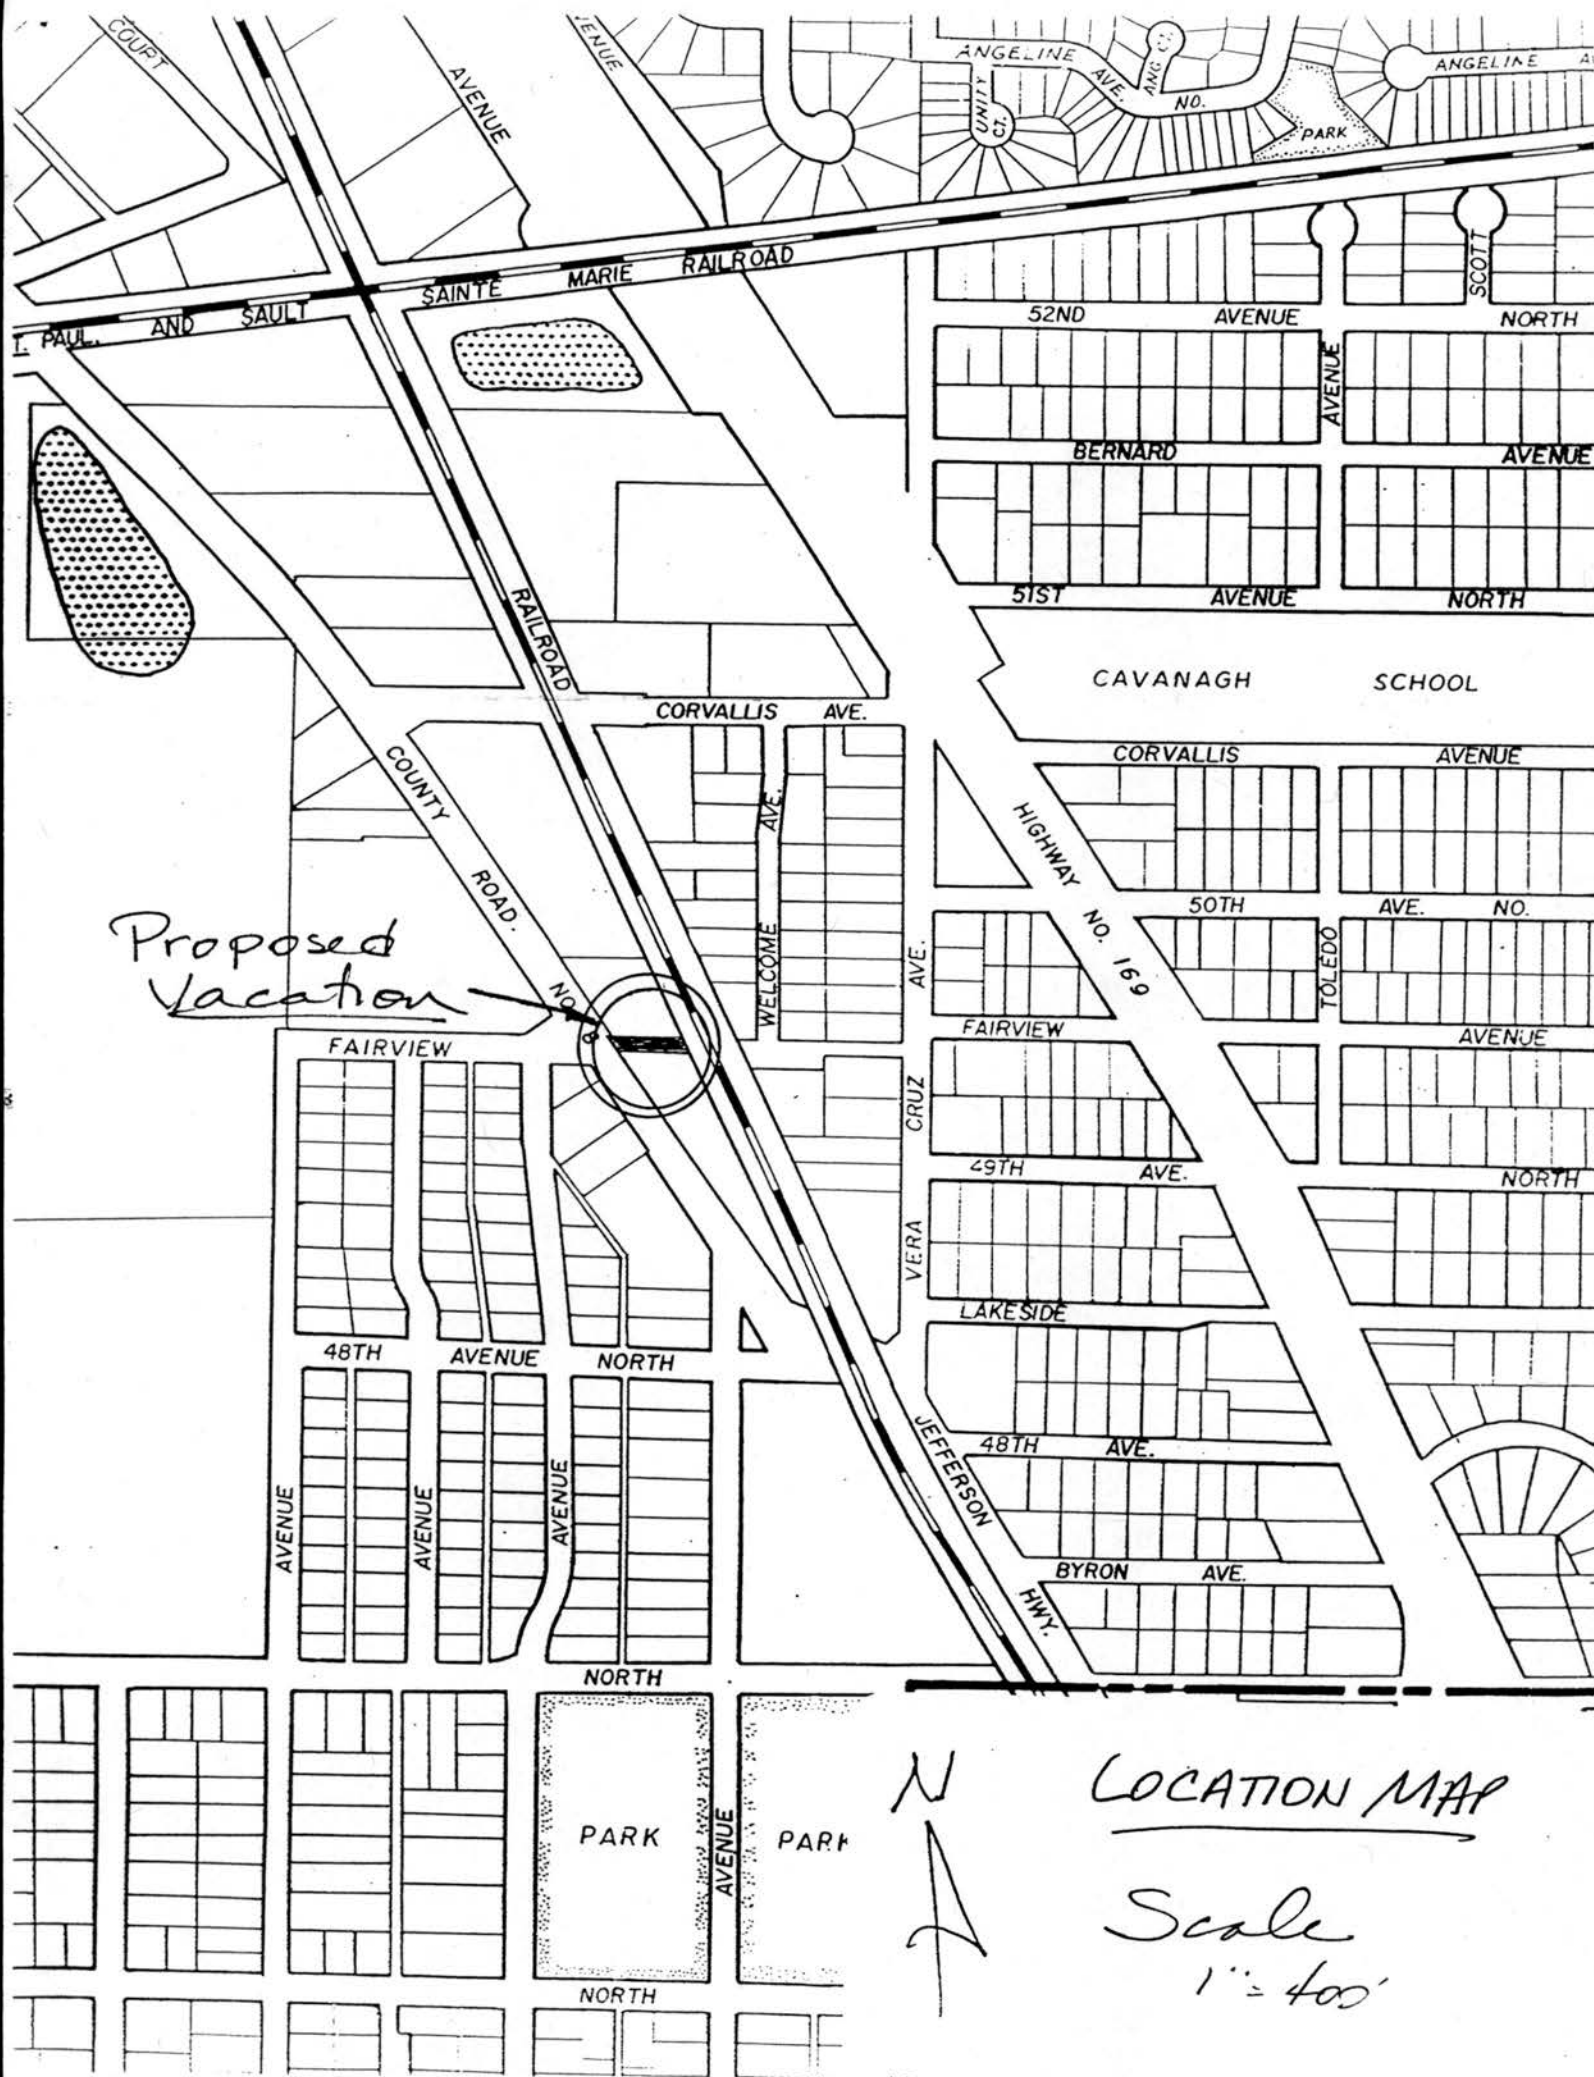 COURT
AVENUE
VENUE
ANGELINE AVE. NO.
ANG CT.
UNITY CT.
PARK
ANGELINE A
T. PAUL. AND SAULT SAINTE MARIE RAILROAD
SCOTT
52ND AVENUE NORTH
AVENUE
BERNARD AVENUE
51ST AVENUE NORTH
RAILROAD
CAVANAGH SCHOOL
CORVALLIS AVE.
CORVALLIS AVENUE
COUNTY ROAD. NO. 8
HIGHWAY NO. 169
WELCOME AVE.
50TH AVE. NO.
TOLEDO
Proposed
Vacation
FAIRVIEW
FAIRVIEW AVENUE
VERA CRUZ AVE.
49TH AVE. NORTH
LAKESIDE
48TH AVENUE NORTH
48TH AVE.
JEFFERSON HWY.
AVENUE
AVENUE
AVENUE
BYRON AVE.
NORTH
PARK
AVENUE
PARK
NORTH
N
LOCATION MAP
Scale
1" = 400'